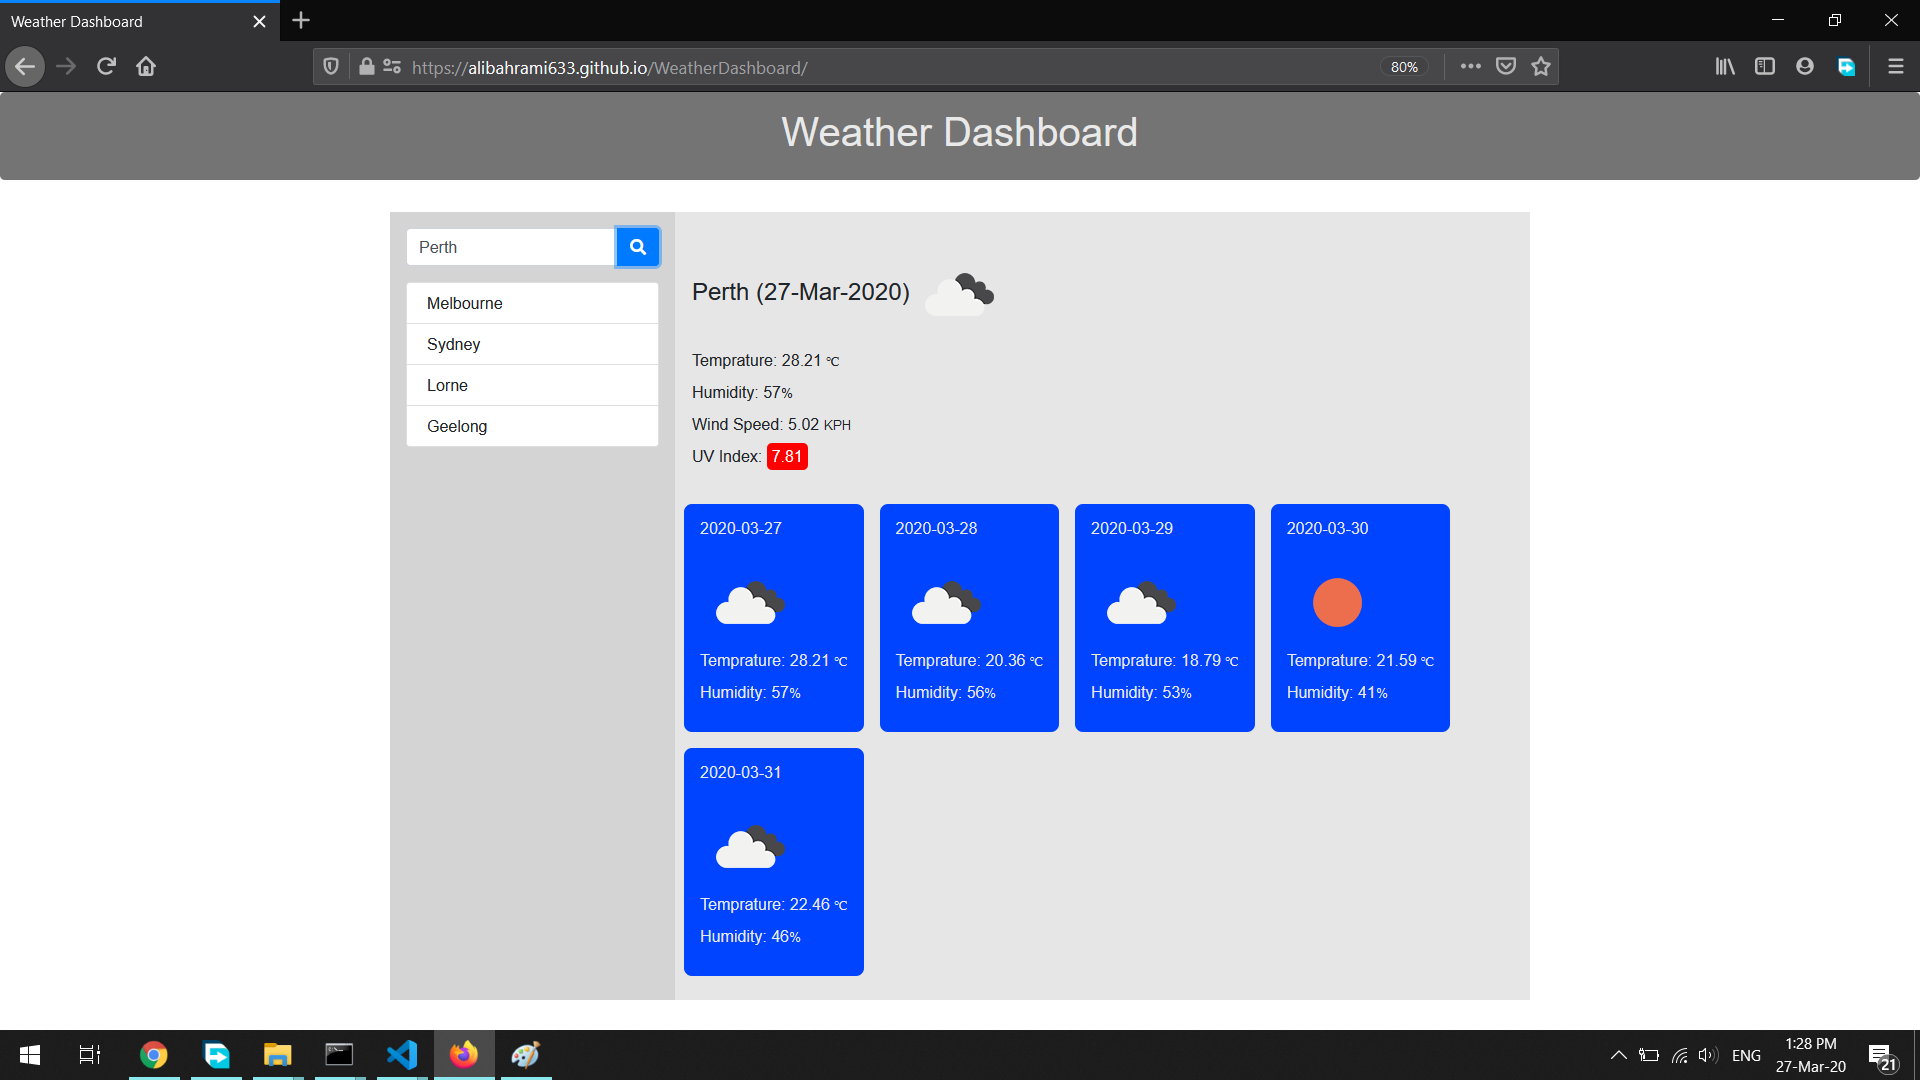 Weather Dashboard
https://alibahrami633.github.io/WeatherDashboard/
80%
Weather Dashboard
Perth
Melbourne
Sydney
Lorne
Geelong
Perth (27-Mar-2020)
Temprature: 28.21 °C
Humidity: 57%
Wind Speed: 5.02 KPH
UV Index: 7.81
2020-03-27
Temprature: 28.21 °C
Humidity: 57%
2020-03-28
Temprature: 20.36 °C
Humidity: 56%
2020-03-29
Temprature: 18.79 °C
Humidity: 53%
2020-03-30
Temprature: 21.59 °C
Humidity: 41%
2020-03-31
Temprature: 22.46 °C
Humidity: 46%
ENG
1:28 PM
27-Mar-20
21